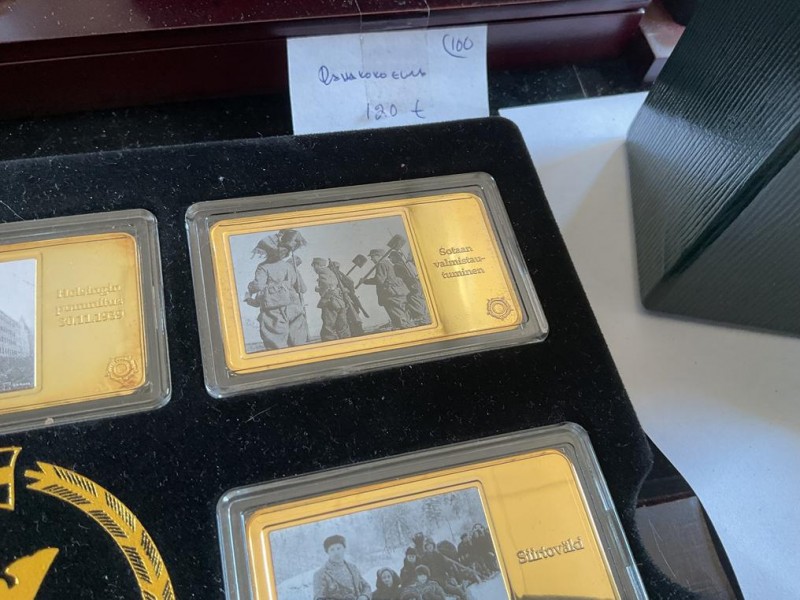 (100
120 €
Helsingin
pommitus
30.11.1939
Sotaan
valmistau-
tuminen
Siirtoväki